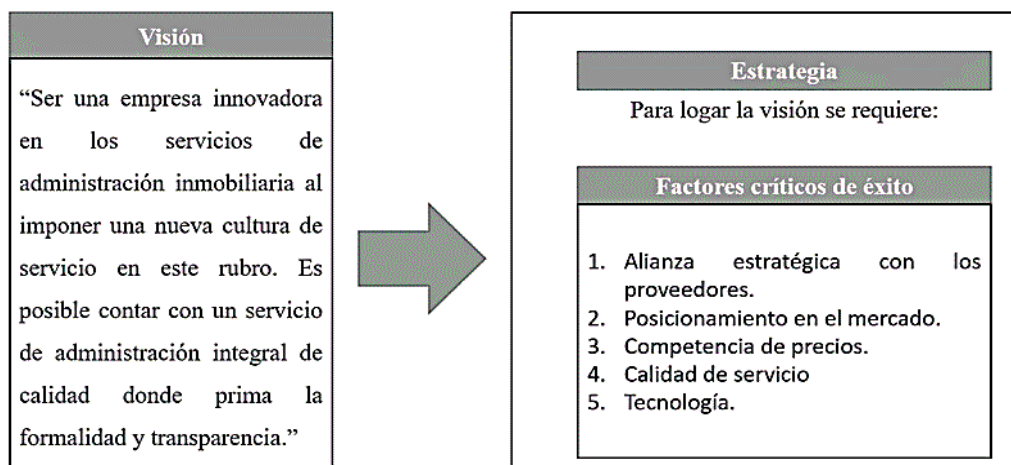 Visión
“Ser una empresa innovadora
en los servicios de
administración inmobiliaria al
imponer una nueva cultura de
servicio en este rubro. Es
posible contar con un servicio
de administración integral de
calidad donde prima la
formalidad y transparencia.”
Estrategia
Para logar la visión se requiere:
Factores críticos de éxito
1. Alianza estratégica con los
proveedores.
2. Posicionamiento en el mercado.
3. Competencia de precios.
4. Calidad de servicio
5. Tecnología.